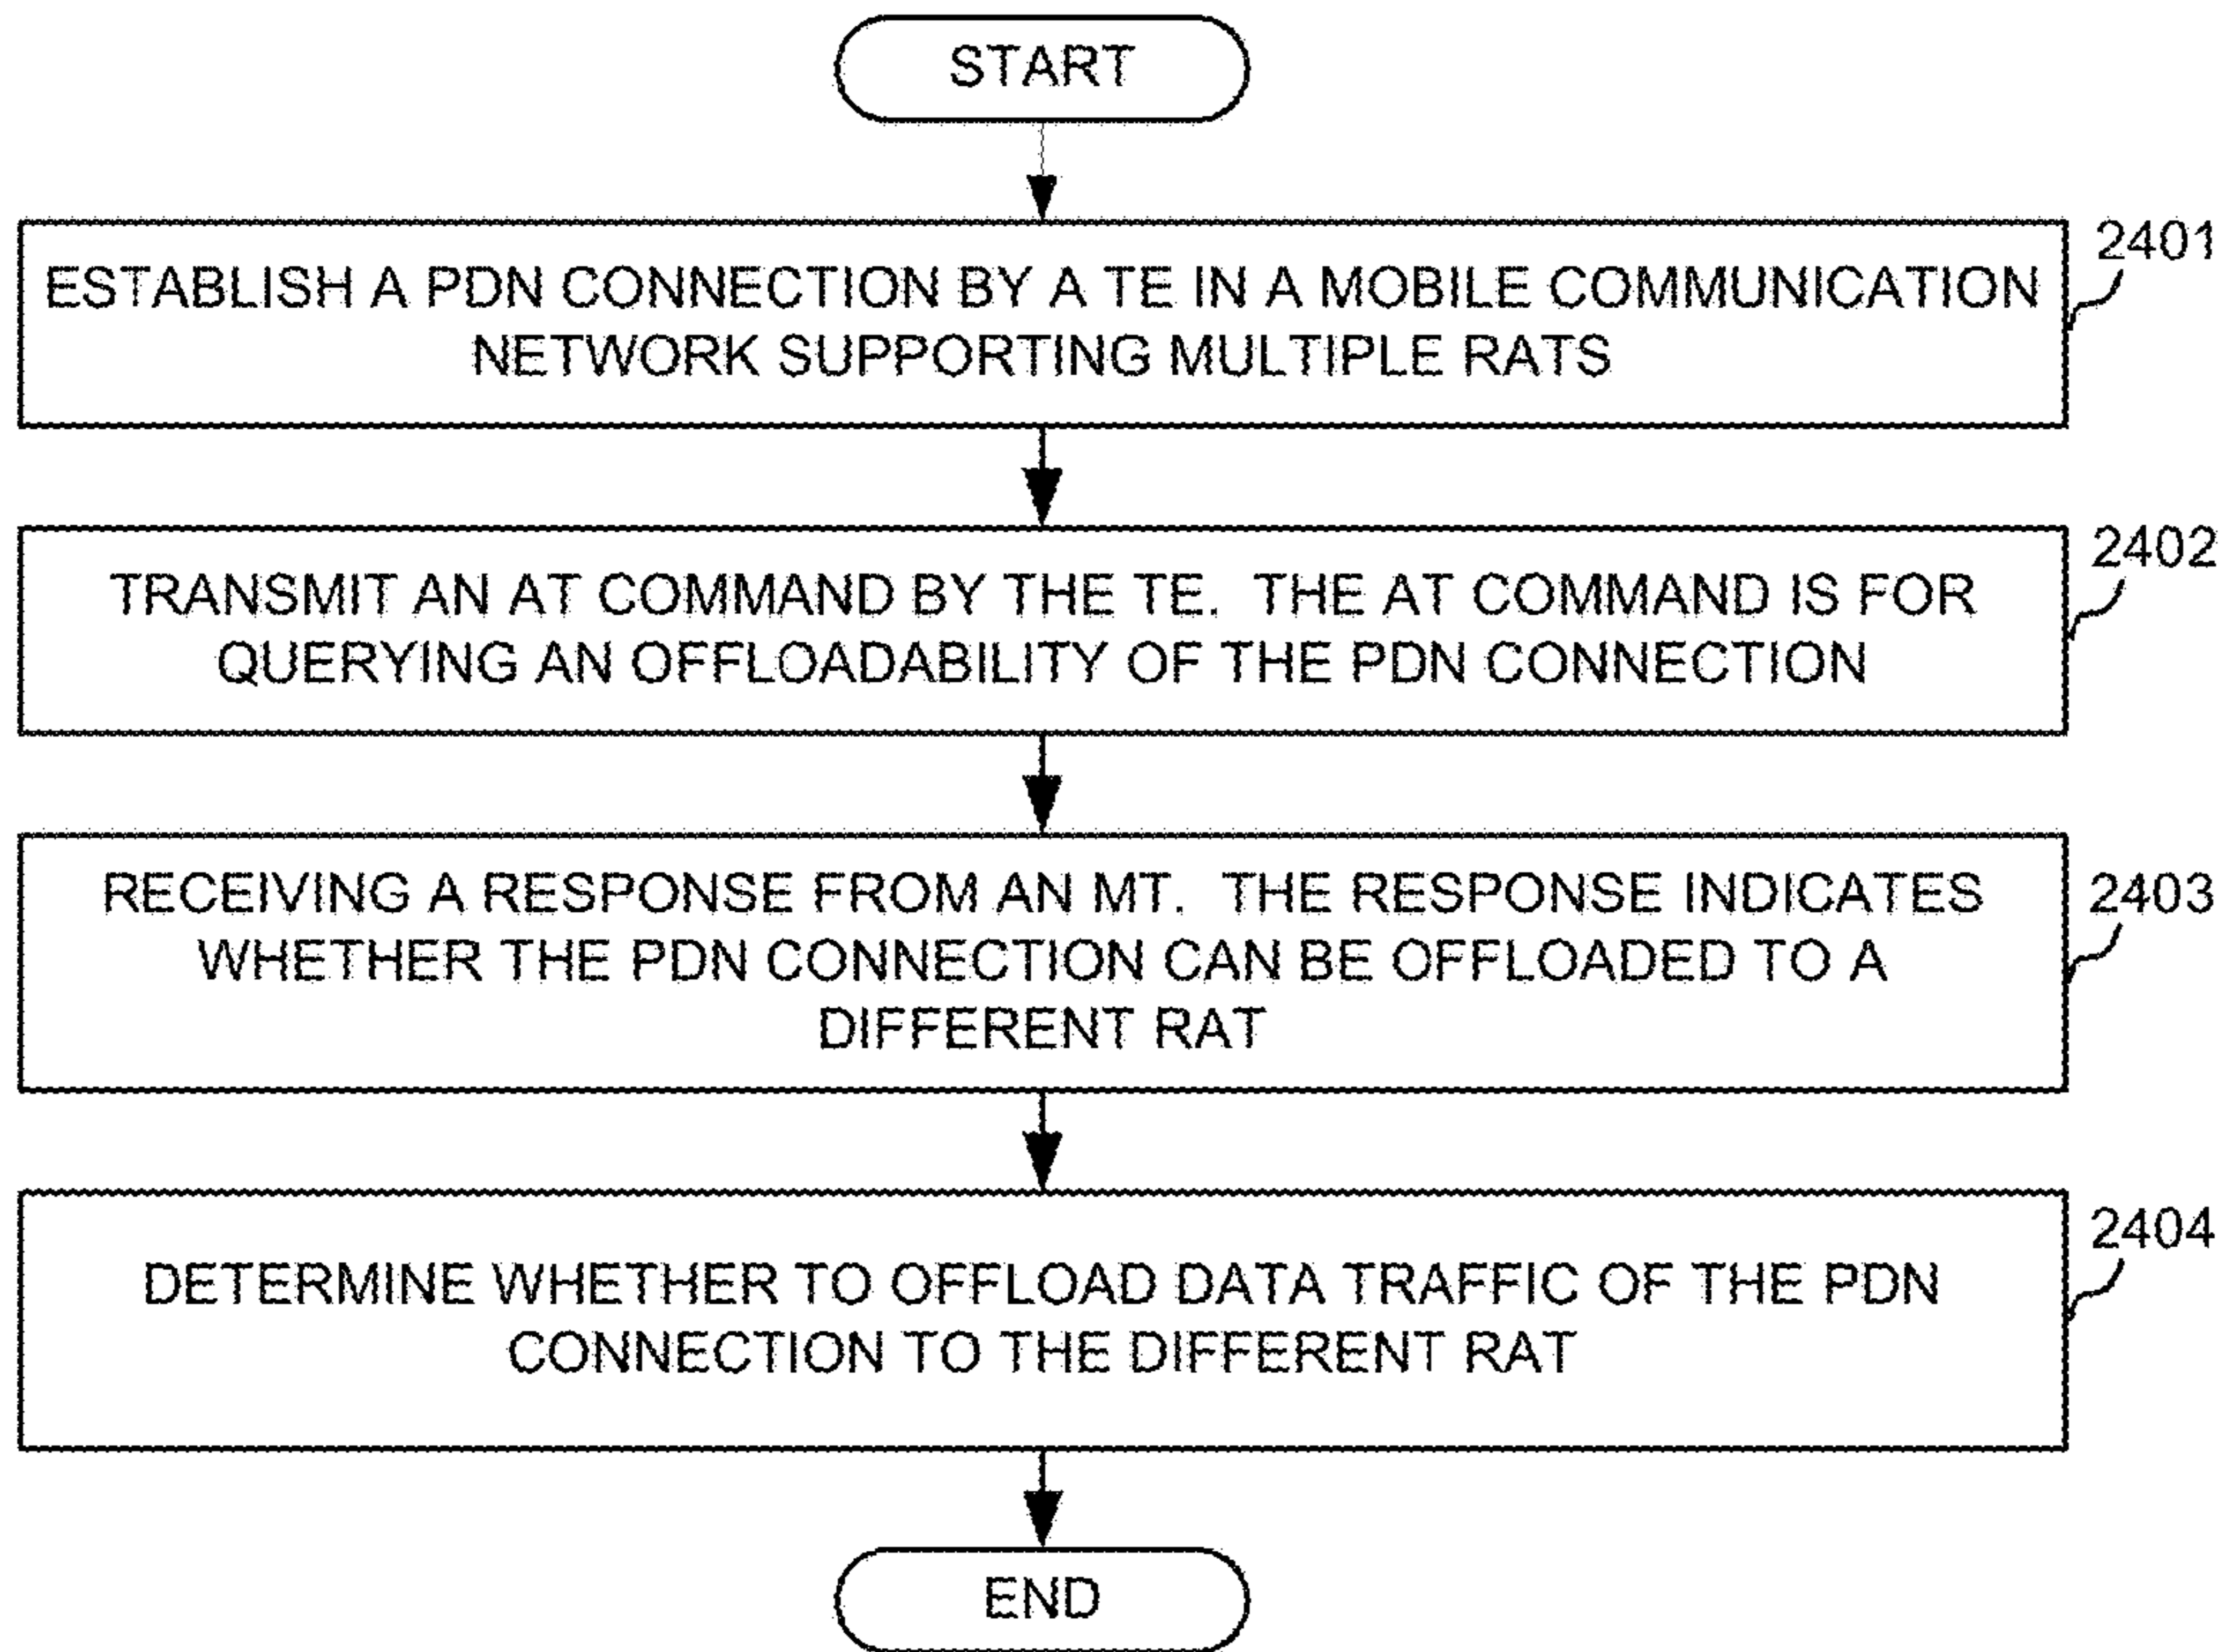 START
ESTABLISH A PDN CONNECTION BY A TE IN A MOBILE COMMUNICATION
NETWORK SUPPORTING MULTIPLE RATS
2401
TRANSMIT AN AT COMMAND BY THE TE. THE AT COMMAND IS FOR
QUERYING AN OFFLOADABILITY OF THE PDN CONNECTION
2402
RECEIVING A RESPONSE FROM AN MT. THE RESPONSE INDICATES
WHETHER THE PDN CONNECTION CAN BE OFFLOADED TO A
DIFFERENT RAT
2403
DETERMINE WHETHER TO OFFLOAD DATA TRAFFIC OF THE PDN
CONNECTION TO THE DIFFERENT RAT
2404
END